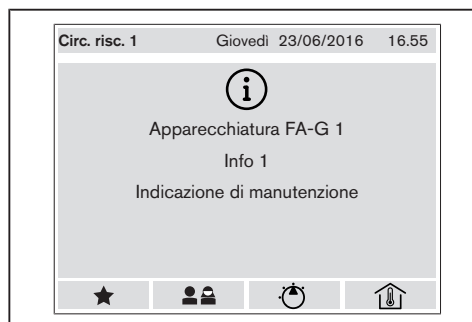 Circ. risc. 1 Giovedì 23/06/2016 16.55
Apparecchiatura FA-G 1
Info 1
Indicazione di manutenzione